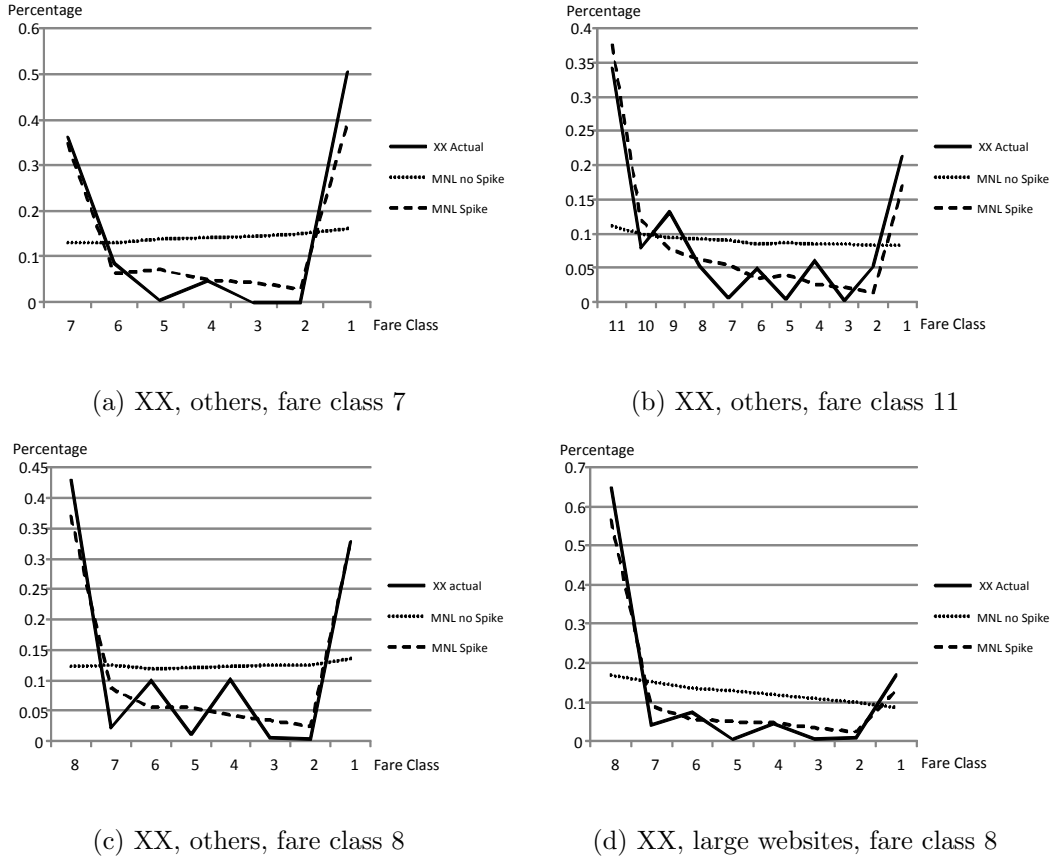 Percentage
0.6
0.5
0.4
0.3
0.2
0.1
0
7 6 5 4 3 2 1 Fare Class
XX Actual
MNL no Spike
MNL Spike
(a) XX, others, fare class 7
Percentage
0.4
0.35
0.3
0.25
0.2
0.15
0.1
0.05
0
11 10 9 8 7 6 5 4 3 2 1 Fare Class
XX Actual
MNL no Spike
MNL Spike
(b) XX, others, fare class 11
Percentage
0.45
0.4
0.35
0.3
0.25
0.2
0.15
0.1
0.05
0
8 7 6 5 4 3 2 1 Fare Class
XX actual
MNL no Spike
MNL Spike
(c) XX, others, fare class 8
Percentage
0.7
0.6
0.5
0.4
0.3
0.2
0.1
0
8 7 6 5 4 3 2 1 Fare Class
XX Actual
MNL no Spike
MNL Spike
(d) XX, large websites, fare class 8